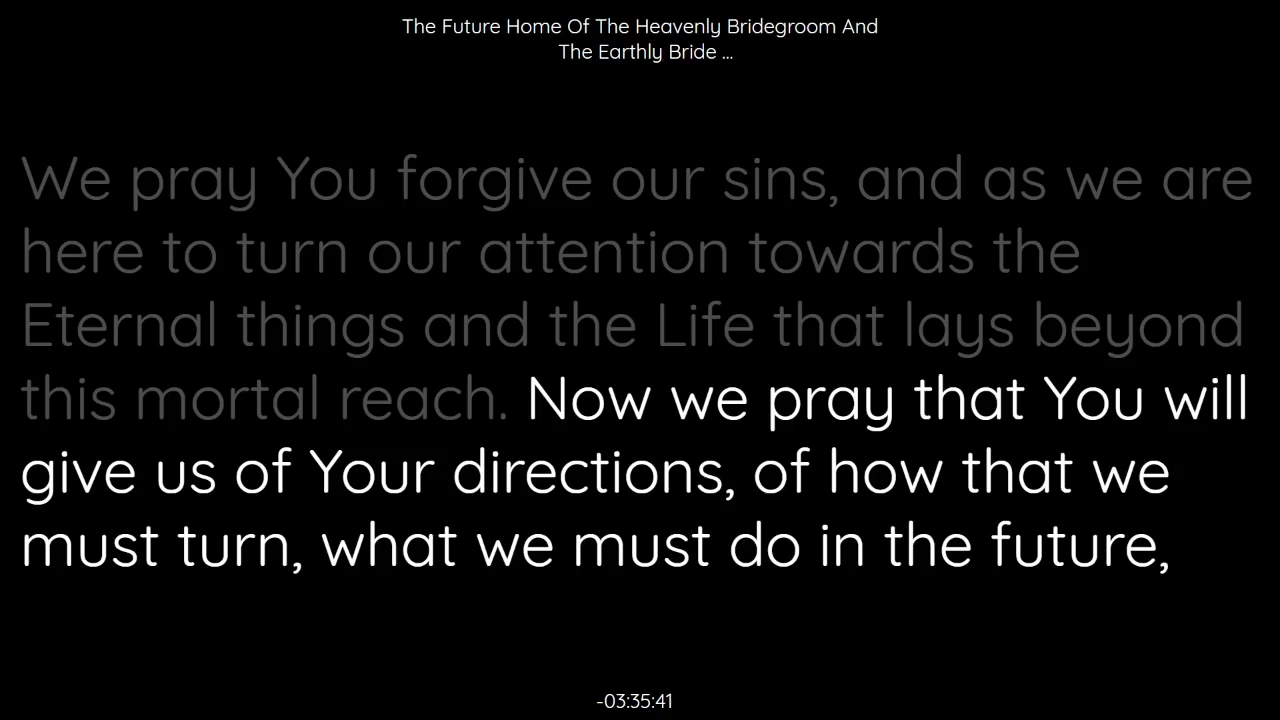 The Future Home Of The Heavenly Bridegroom And
The Earthly Bride ...
We pray You forgive our sins, and as we are
here to turn our attention towards the
Eternal things and the Life that lays beyond
this mortal reach. Now we pray that You will
give us of Your directions, of how that we
must turn, what we must do in the future,
-03:35:41